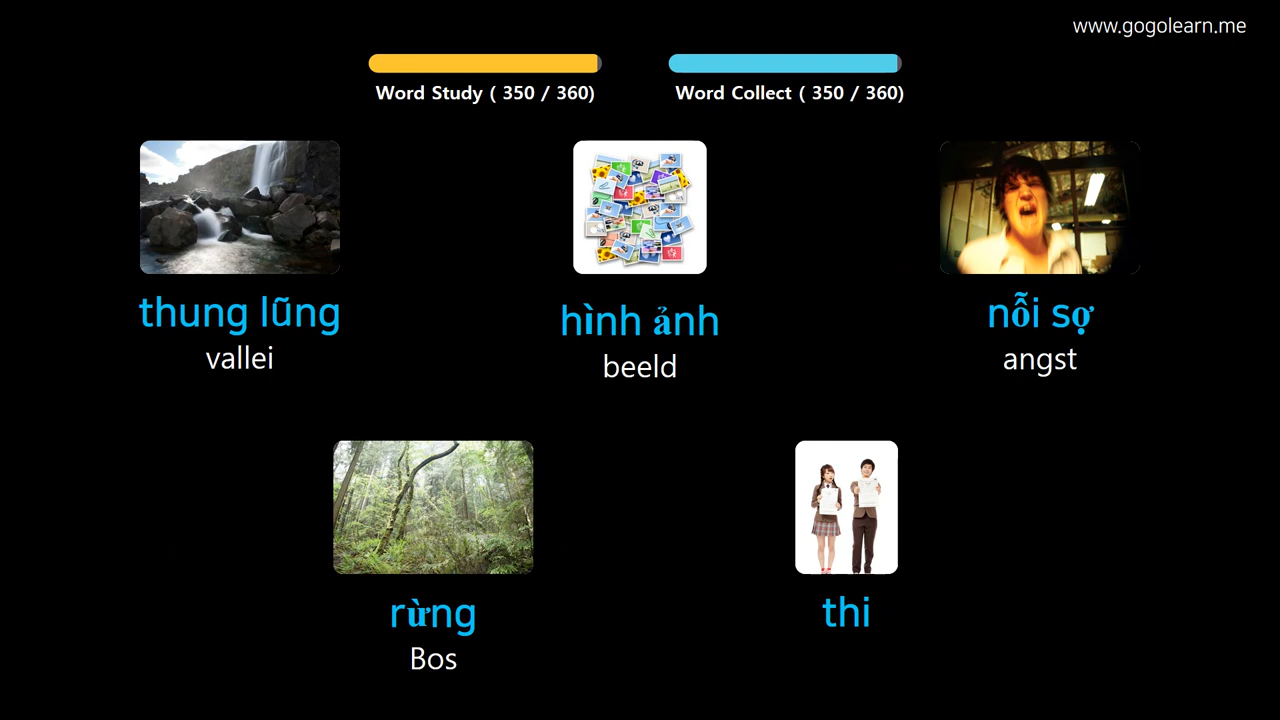 www.gogolearn.me
Word Study ( 350 / 360)
Word Collect ( 350 / 360)
thung lũng
vallei
hình ảnh
beeld
nỗi sợ
angst
rừng
Bos
thi